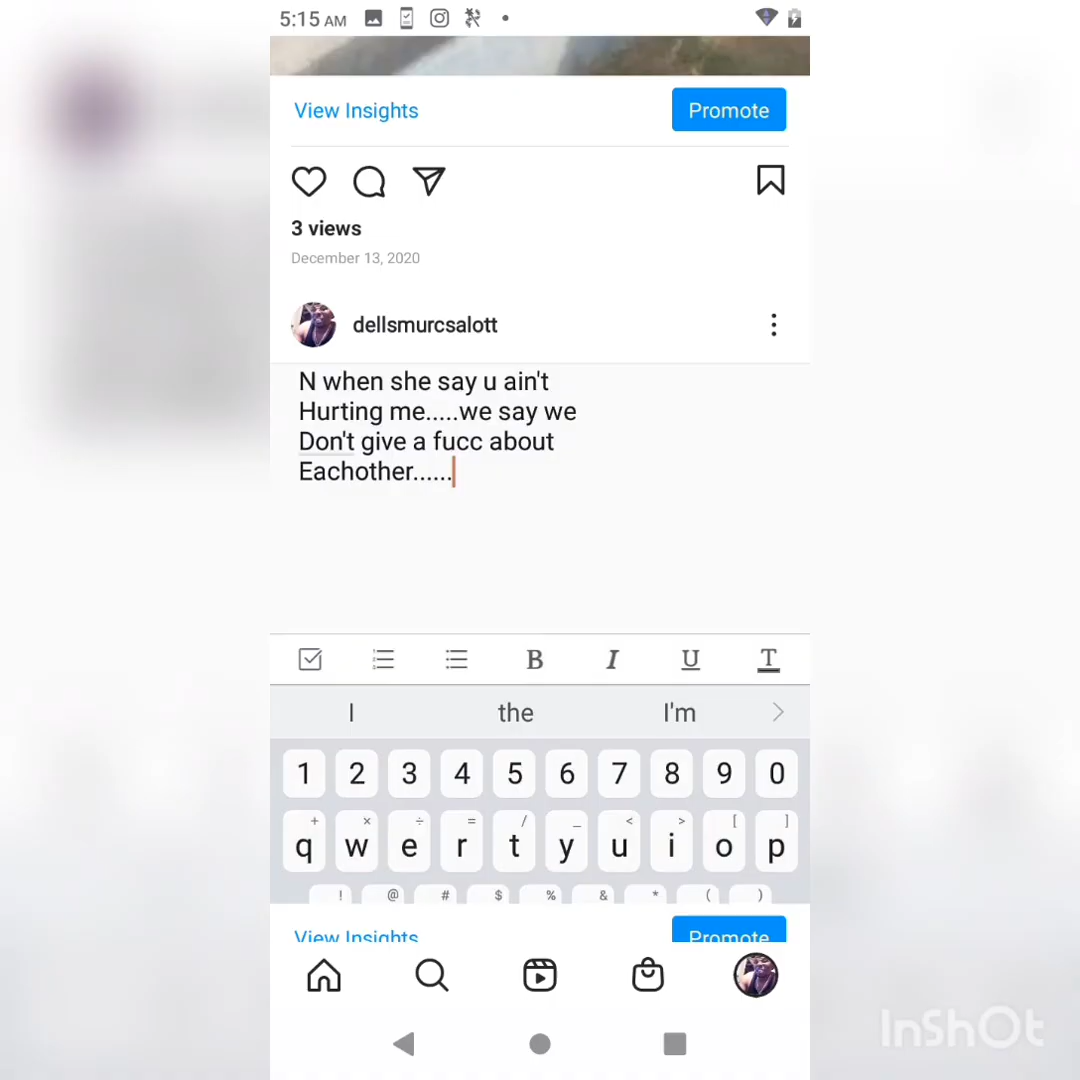 5:15 AM
View Insights
Promote
3 views
December 13, 2020
dellsmurcsalott
N when she say u ain't
Hurting me.....we say we
Don't give a fucc about
Eachother......
B I U T
I the I'm
1 2 3 4 5 6 7 8 9 0
+ × ÷ = / _ < > [ ]
q w e r t y u i o p
! @ # $ % & * ( )
View Insights
Promote
InShOt